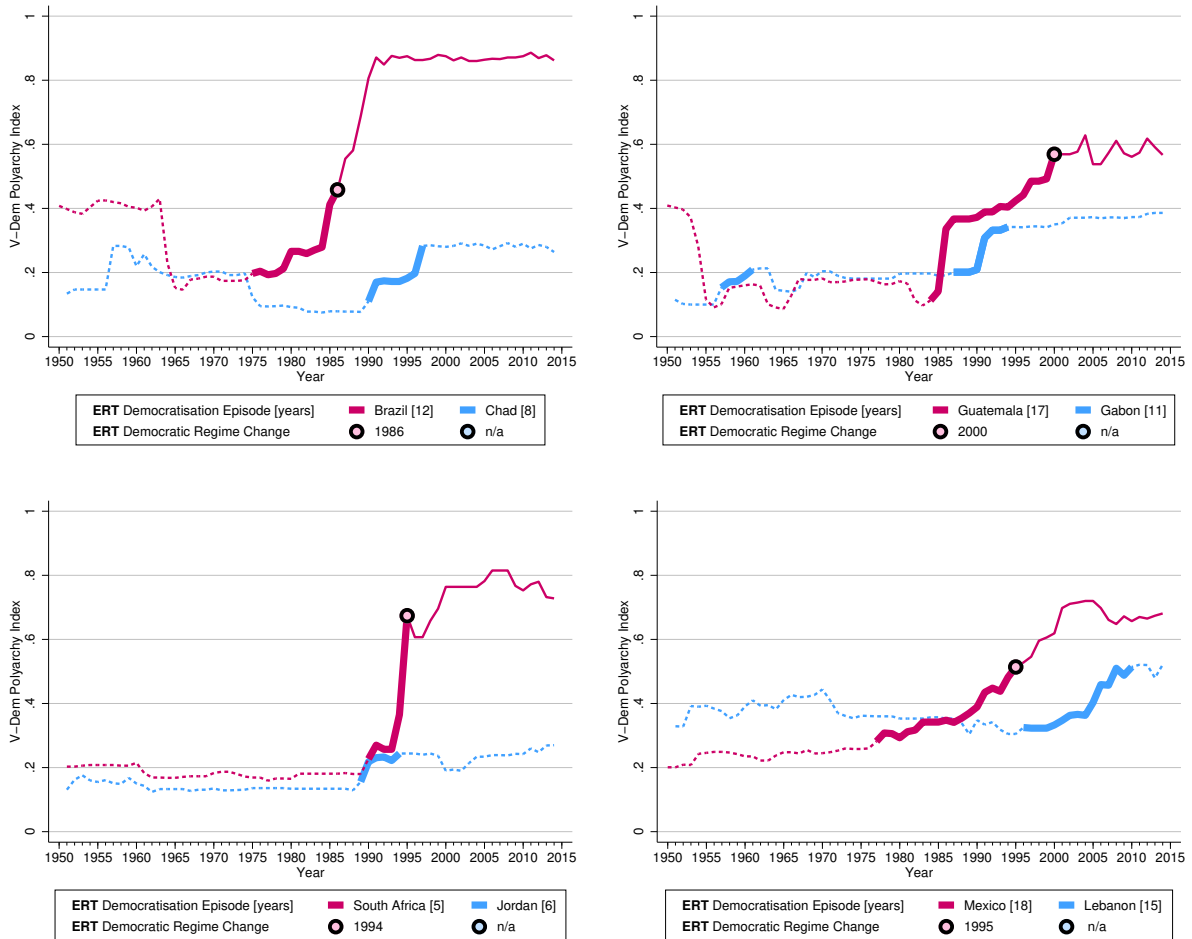 V−Dem Polyarchy Index
1
.8
.6
.4
.2
0
1950 1955 1960 1965 1970 1975 1980 1985 1990 1995 2000 2005 2010 2015
Year
ERT Democratisation Episode [years] Brazil [12] Chad [8]
ERT Democratic Regime Change 1986 n/a
V−Dem Polyarchy Index
1
.8
.6
.4
.2
0
1950 1955 1960 1965 1970 1975 1980 1985 1990 1995 2000 2005 2010 2015
Year
ERT Democratisation Episode [years] Guatemala [17] Gabon [11]
ERT Democratic Regime Change 2000 n/a
V−Dem Polyarchy Index
1
.8
.6
.4
.2
0
1950 1955 1960 1965 1970 1975 1980 1985 1990 1995 2000 2005 2010 2015
Year
ERT Democratisation Episode [years] South Africa [5] Jordan [6]
ERT Democratic Regime Change 1994 n/a
V−Dem Polyarchy Index
1
.8
.6
.4
.2
0
1950 1955 1960 1965 1970 1975 1980 1985 1990 1995 2000 2005 2010 2015
Year
ERT Democratisation Episode [years] Mexico [18] Lebanon [15]
ERT Democratic Regime Change 1995 n/a